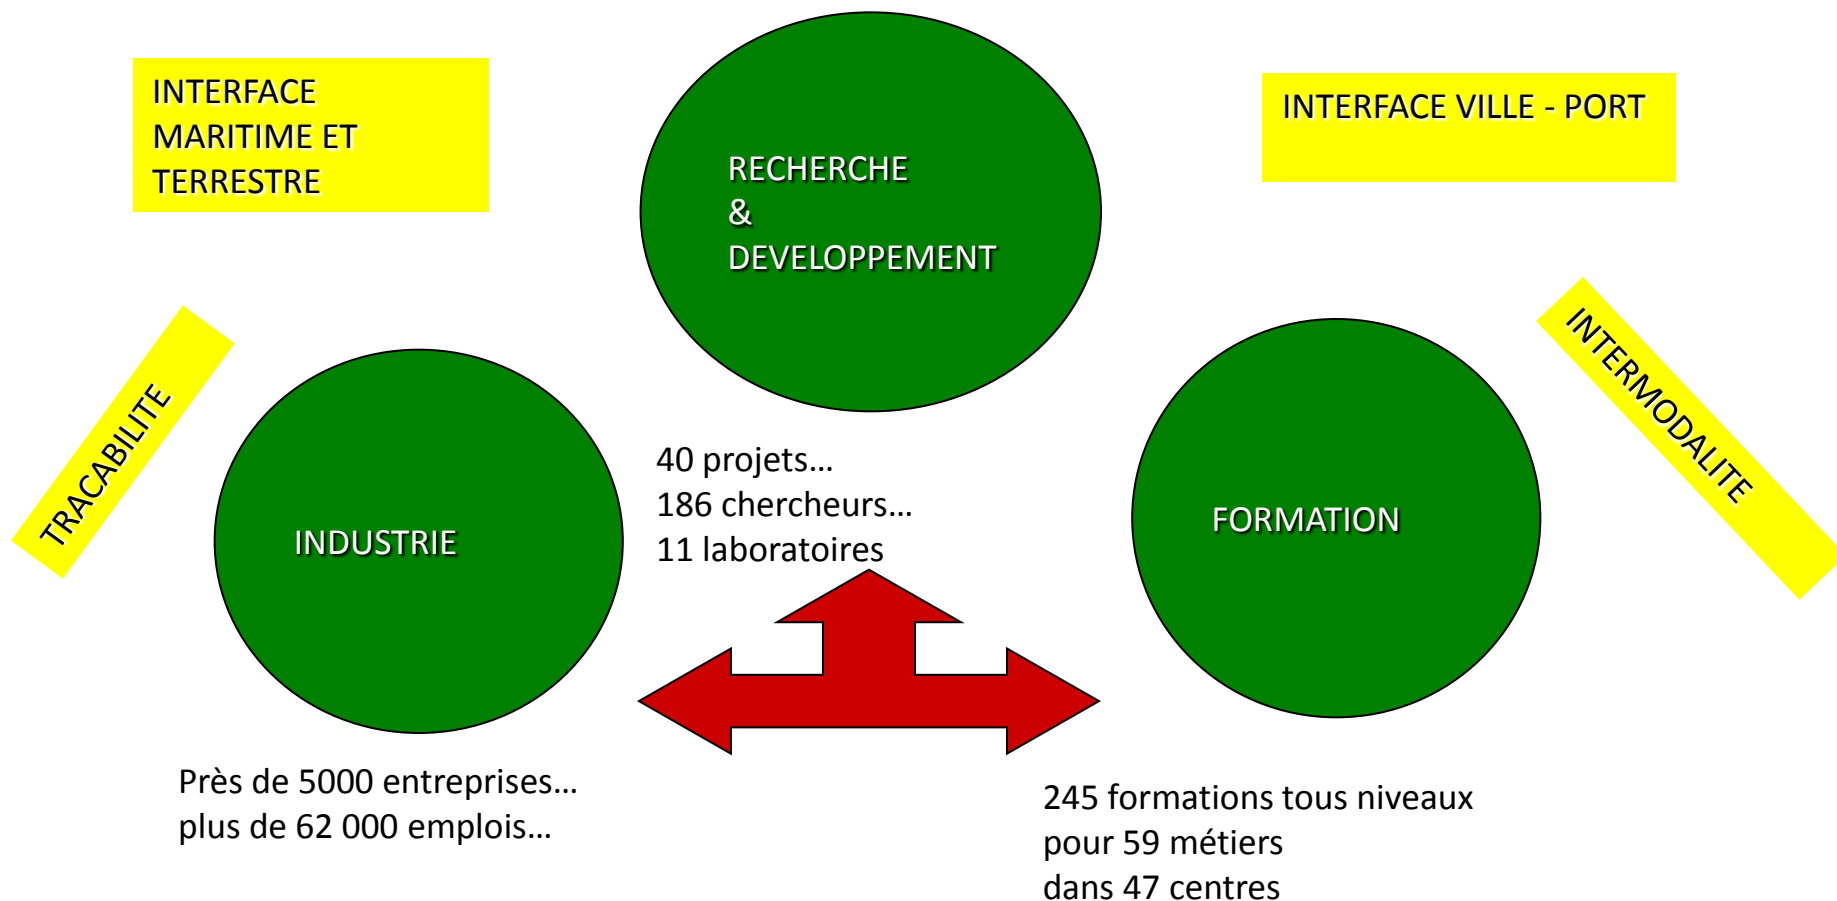 INTERFACE
MARITIME ET
TERRESTRE
RECHERCHE
&
DEVELOPPEMENT
INTERFACE VILLE - PORT
TRACABILITE
INDUSTRIE
40 projets…
186 chercheurs…
11 laboratoires
FORMATION
INTERMODALITE
Près de 5000 entreprises…
plus de 62 000 emplois…
245 formations tous niveaux
pour 59 métiers
dans 47 centres